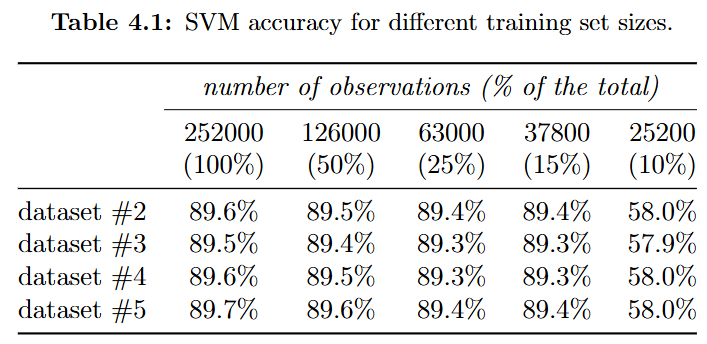 Table 4.1: SVM accuracy for different training set sizes.
number of observations (% of the total)
252000 126000 63000 37800 25200
(100%) (50%) (25%) (15%) (10%)
dataset #2 89.6% 89.5% 89.4% 89.4% 58.0%
dataset #3 89.5% 89.4% 89.3% 89.3% 57.9%
dataset #4 89.6% 89.5% 89.3% 89.3% 58.0%
dataset #5 89.7% 89.6% 89.4% 89.4% 58.0%